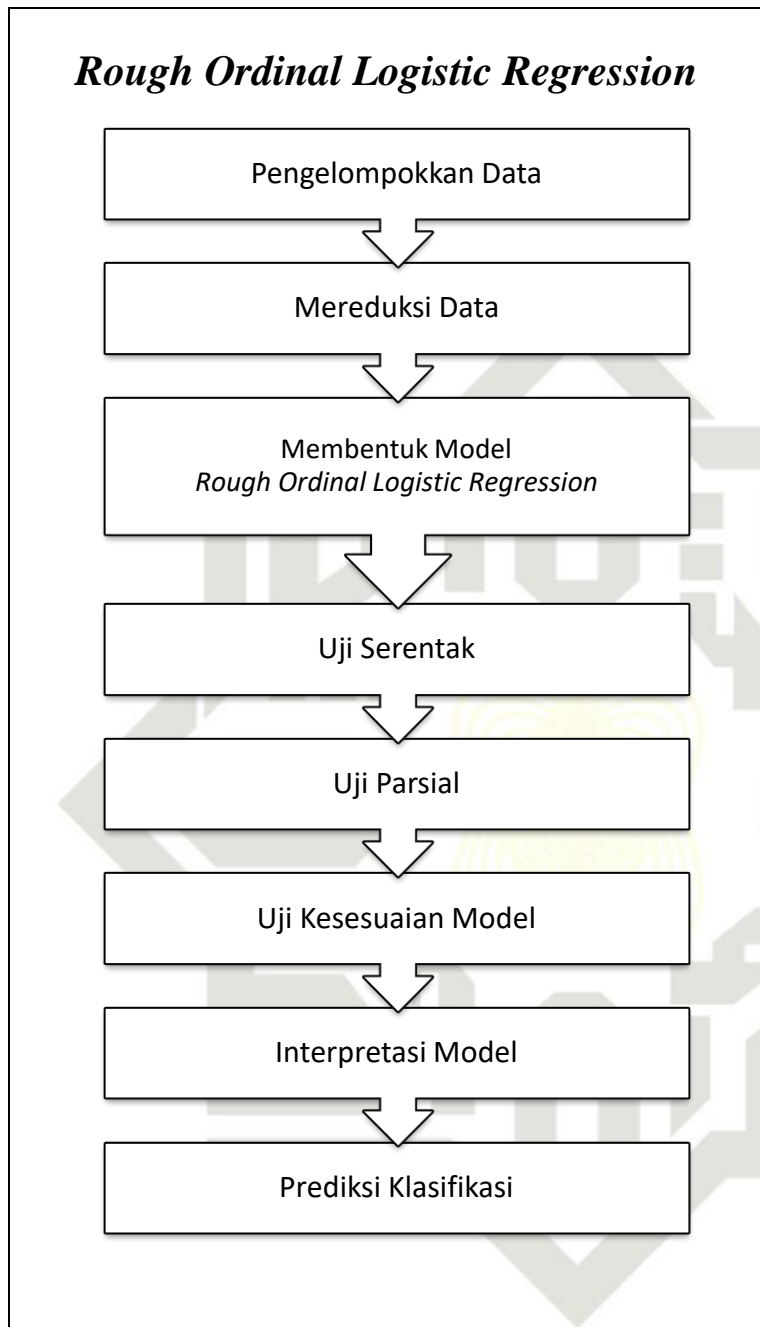 Rough Ordinal Logistic Regression
Pengelompokkan Data
Mereduksi Data
Membentuk Model
Rough Ordinal Logistic Regression
Uji Serentak
Uji Parsial
Uji Kesesuaian Model
Interpretasi Model
Prediksi Klasifikasi